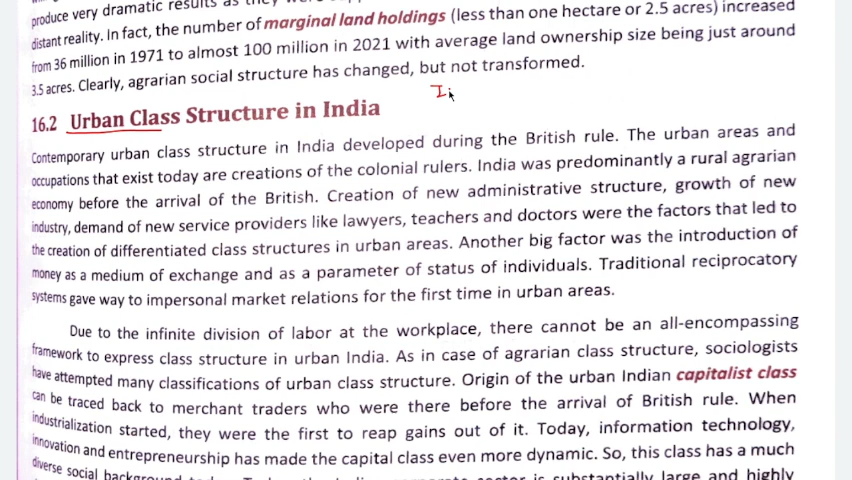 produce very dramatic results as they were
distant reality. In fact, the number of marginal land holdings (less than one hectare or 2.5 acres) increased
from 36 million in 1971 to almost 100 million in 2021 with average land ownership size being just around
3.5 acres. Clearly, agrarian social structure has changed, but not transformed.
16.2 Urban Class Structure in India
Contemporary urban class structure in India developed during the British rule. The urban areas and
occupations that exist today are creations of the colonial rulers. India was predominantly a rural agrarian
economy before the arrival of the British. Creation of new administrative structure, growth of new
industry, demand of new service providers like lawyers, teachers and doctors were the factors that led to
the creation of differentiated class structures in urban areas. Another big factor was the introduction of
money as a medium of exchange and as a parameter of status of individuals. Traditional reciprocatory
systems gave way to impersonal market relations for the first time in urban areas.
Due to the infinite division of labor at the workplace, there cannot be an all-encompassing
framework to express class structure in urban India. As in case of agrarian class structure, sociologists
have attempted many classifications of urban class structure. Origin of the urban Indian capitalist class
can be traced back to merchant traders who were there before the arrival of British rule. When
industrialization started, they were the first to reap gains out of it. Today, information technology,
innovation and entrepreneurship has made the capital class even more dynamic. So, this class has a much
diverse social background sector is substantially large and highly